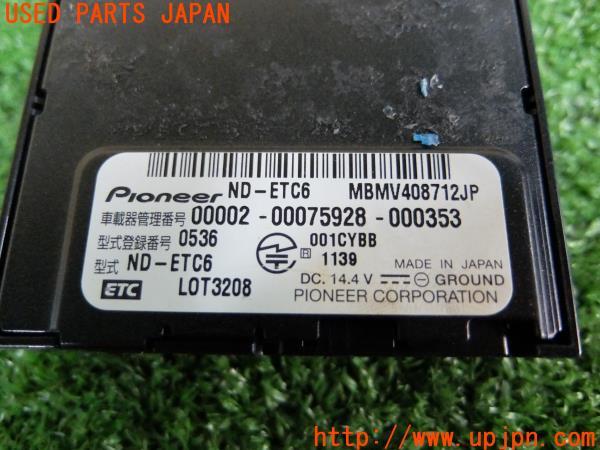 USED PARTS JAPAN
Pioneer ND-ETC6 MBMV408712JP
車載器管理番号 00002-00075928-000353
型式登録番号 0536
001CYBB
R 1139
型式 ND-ETC6
MADE IN JAPAN
DC. 14.4V ⎓ ⊖ GROUND
ETC LOT3208
PIONEER CORPORATION
http://www.upjpn.com/